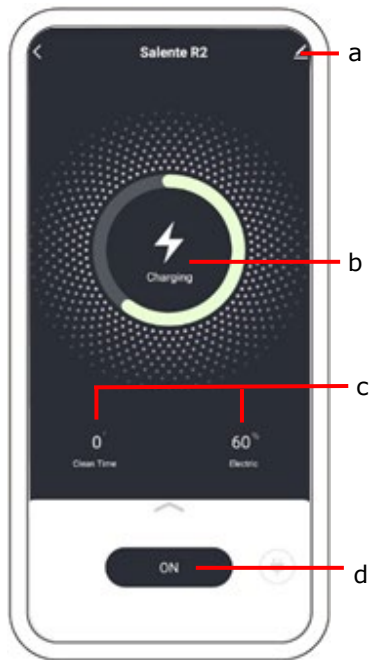 Salente R2
a
b
Charging
c
0'
60%
Clean Time
Electric
ON
d